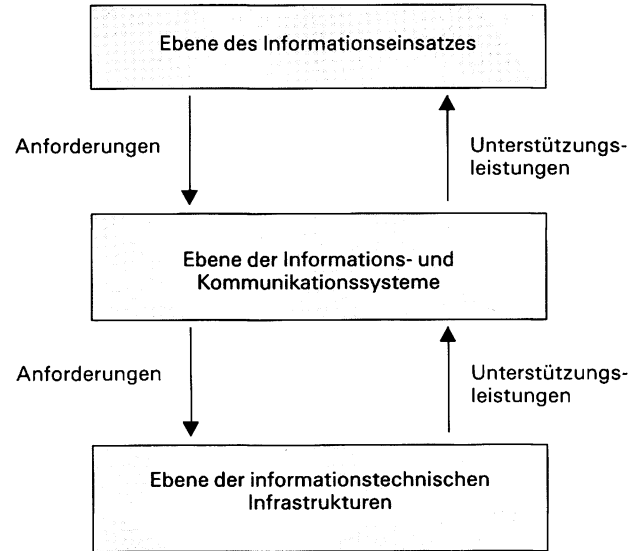 Ebene des Informationseinsatzes
Anforderungen
Unterstützungs-
leistungen
Ebene der Informations- und
Kommunikationssysteme
Anforderungen
Unterstützungs-
leistungen
Ebene der informationstechnischen
Infrastrukturen